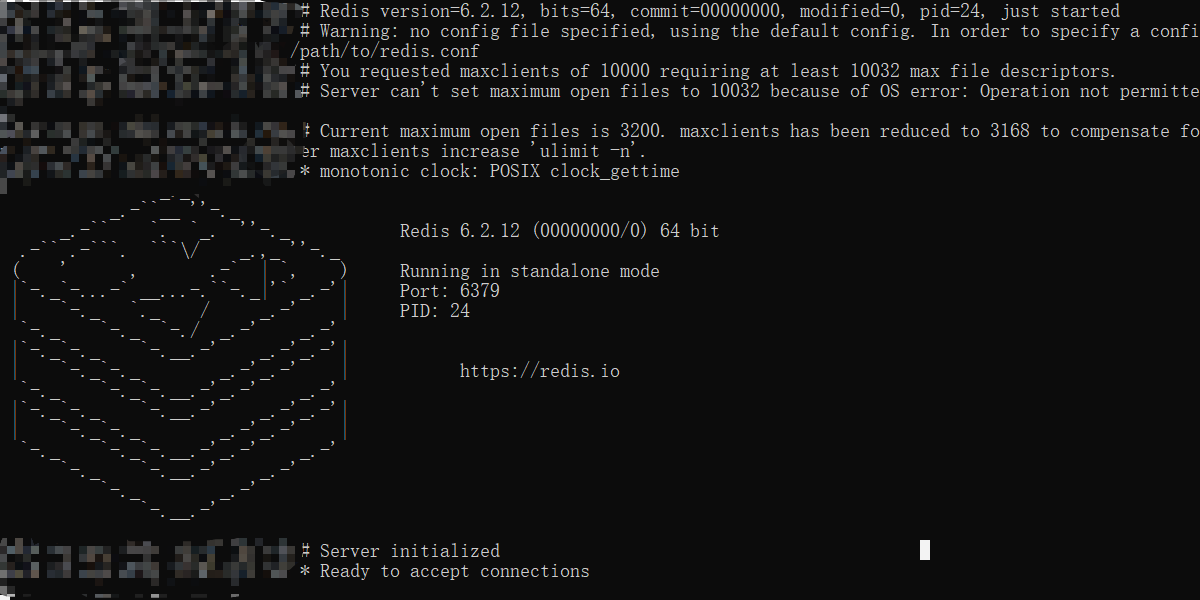 # Redis version=6.2.12, bits=64, commit=00000000, modified=0, pid=24, just started
# Warning: no config file specified, using the default config. In order to specify a confi
/path/to/redis.conf
# You requested maxclients of 10000 requiring at least 10032 max file descriptors.
# Server can't set maximum open files to 10032 because of OS error: Operation not permitte
# Current maximum open files is 3200. maxclients has been reduced to 3168 to compensate fo
er maxclients increase 'ulimit -n'.
* monotonic clock: POSIX clock_gettime
Redis 6.2.12 (00000000/0) 64 bit
Running in standalone mode
Port: 6379
PID: 24
https://redis.io
# Server initialized
* Ready to accept connections